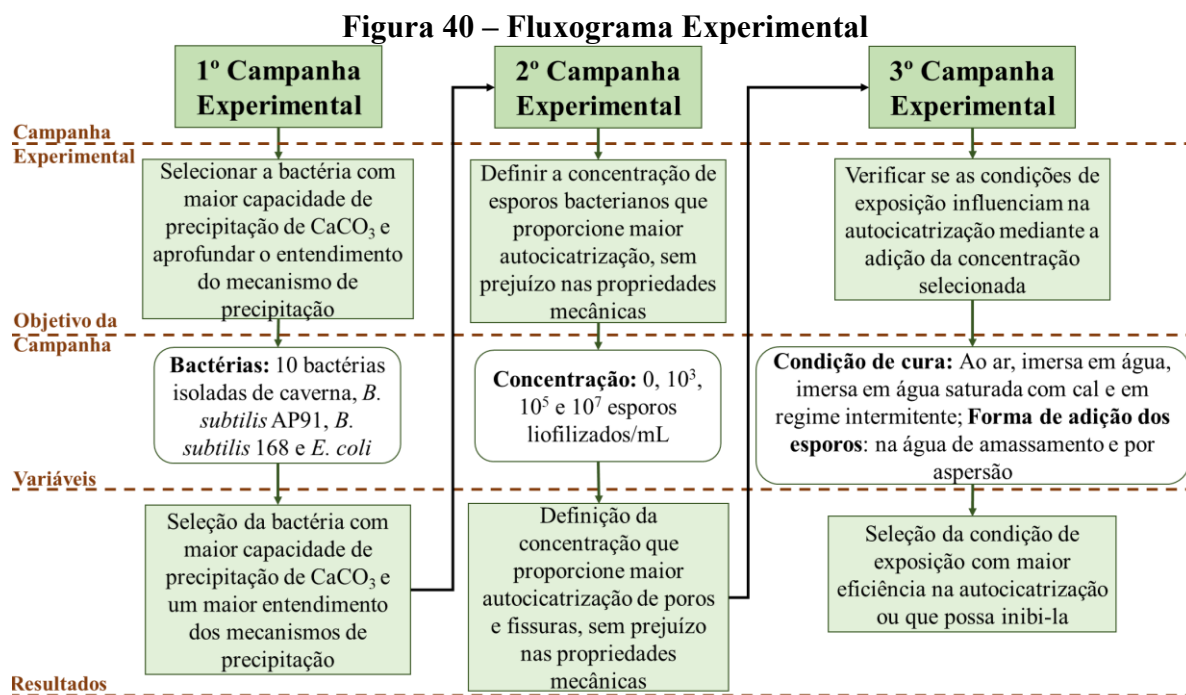 Figura 40 – Fluxograma Experimental
1º Campanha
Experimental
2º Campanha
Experimental
3º Campanha
Experimental
Campanha
Experimental
Selecionar a bactéria com
maior capacidade de
precipitação de CaCO₃ e
aprofundar o entendimento
do mecanismo de
precipitação
Definir a concentração de
esporos bacterianos que
proporcione maior
autocicatrização, sem
prejuízo nas propriedades
mecânicas
Verificar se as condições de
exposição influenciam na
autocicatrização mediante a
adição da concentração
selecionada
Objetivo da
Campanha
Bactérias: 10 bactérias
isoladas de caverna, B.
subtilis AP91, B.
subtilis 168 e E. coli
Concentração: 0, 10³,
10⁵ e 10⁷ esporos
liofilizados/mL
Condição de cura: Ao ar, imersa em água,
imersa em água saturada com cal e em
regime intermitente; Forma de adição dos
esporos: na água de amassamento e por
aspersão
Variáveis
Seleção da bactéria com
maior capacidade de
precipitação de CaCO₃ e
um maior entendimento
dos mecanismos de
precipitação
Definição da
concentração que
proporcione maior
autocicatrização de poros
e fissuras, sem prejuízo
nas propriedades
mecânicas
Seleção da condição de
exposição com maior
eficiência na autocicatrização
ou que possa inibi-la
Resultados